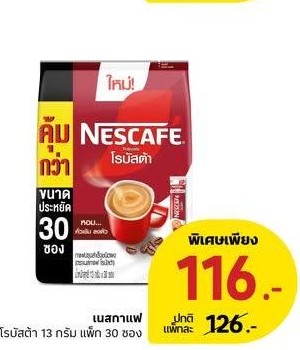 ใหม่!
คุ้ม
กว่า
ขนาด
ประหยัด
30
ซอง
NESCAFÉ
โรบัสต้า
หอม...
พิเศษเพียง
116.-
ปกติ
แพ็กละ
126.-
เนสกาแฟ
โรบัสต้า 13 กรัม แพ็ก 30 ซอง